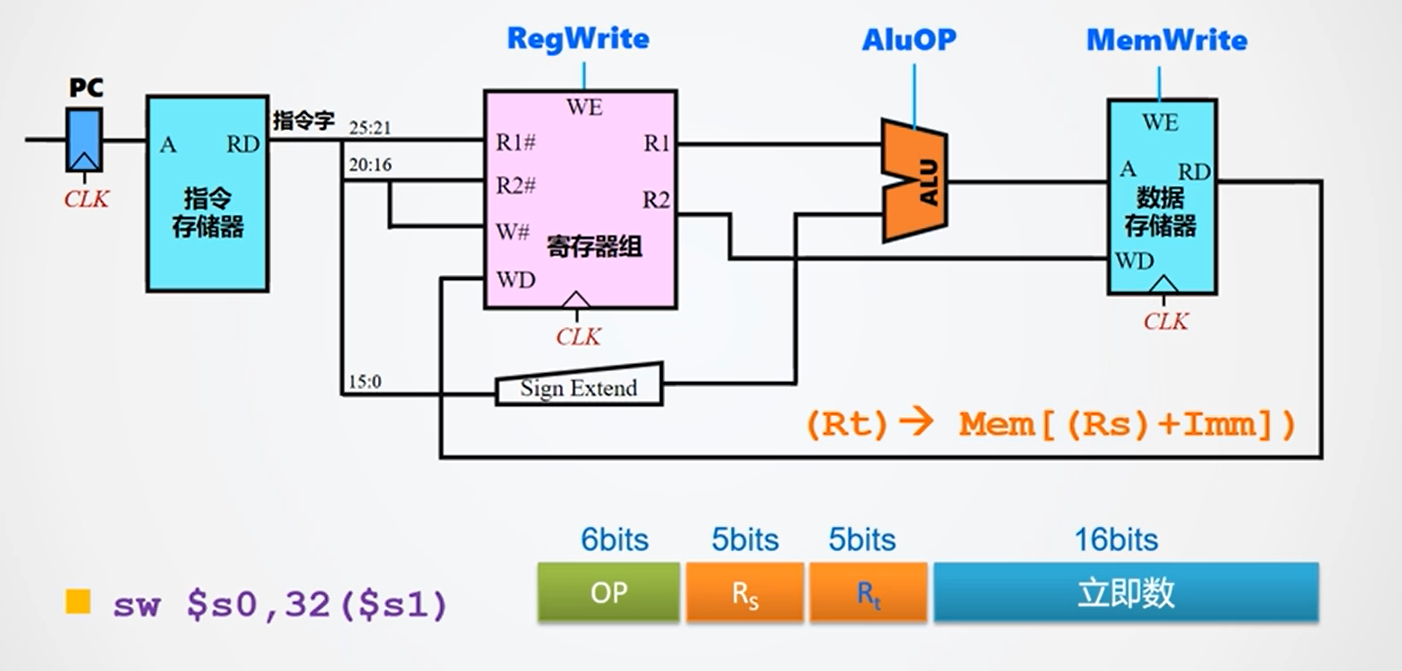 RegWrite
AluOP
MemWrite
PC
CLK
A
RD
指令
存储器
指令字
25:21
20:16
15:0
WE
R1#
R1
R2#
R2
W#
寄存器组
WD
CLK
Sign Extend
ALU
WE
A
RD
数据
存储器
WD
CLK
(Rt)→ Mem[(Rs)+Imm])
6bits
5bits
5bits
16bits
OP
Rs
Rt
立即数
sw $s0,32($s1)